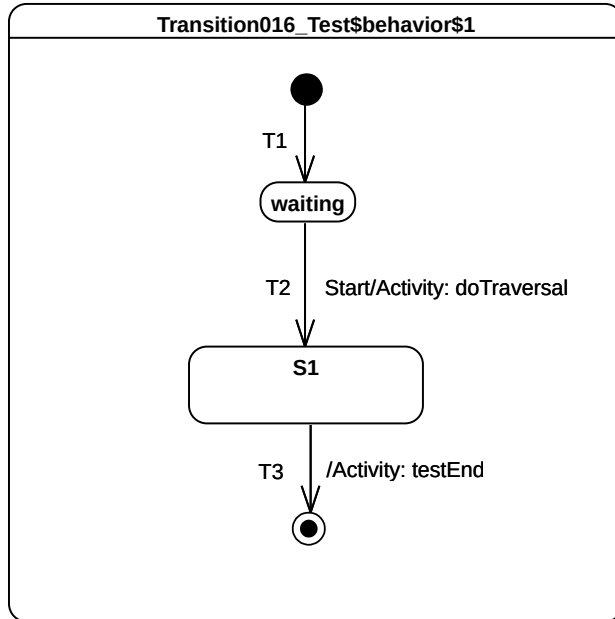 Transition016_Test$behavior$1
T1
waiting
T2 Start/Activity: doTraversal
S1
T3 /Activity: testEnd